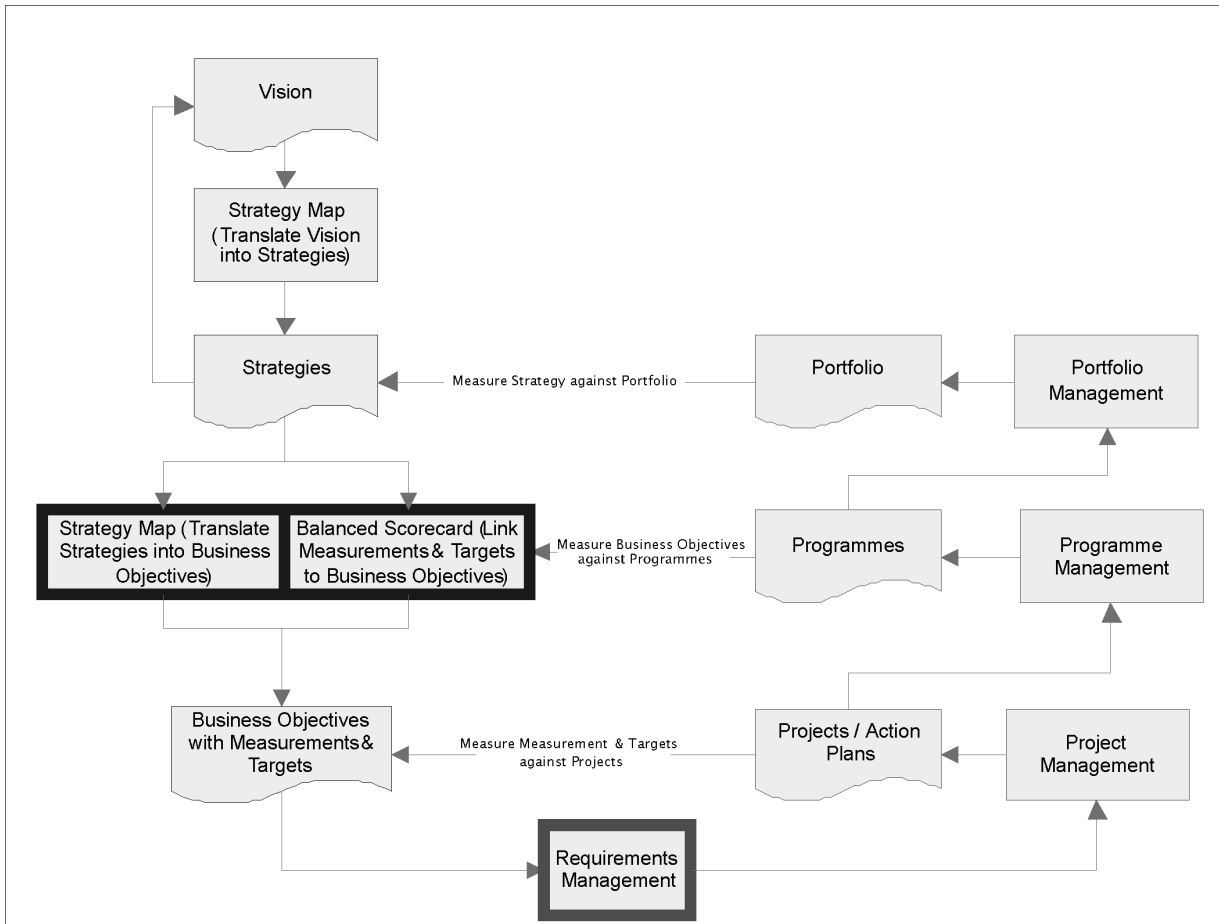 Vision
Strategy Map
(Translate Vision
into Strategies)
Strategies
Measure Strategy against Portfolio
Portfolio
Portfolio
Management
Strategy Map (Translate
Strategies into Business
Objectives)
Balanced Scorecard (Link
Measurements & Targets
to Business Objectives)
Measure Business Objectives
against Programmes
Programmes
Programme
Management
Business Objectives
with Measurements &
Targets
Measure Measurement & Targets
against Projects
Projects / Action
Plans
Project
Management
Requirements
Management